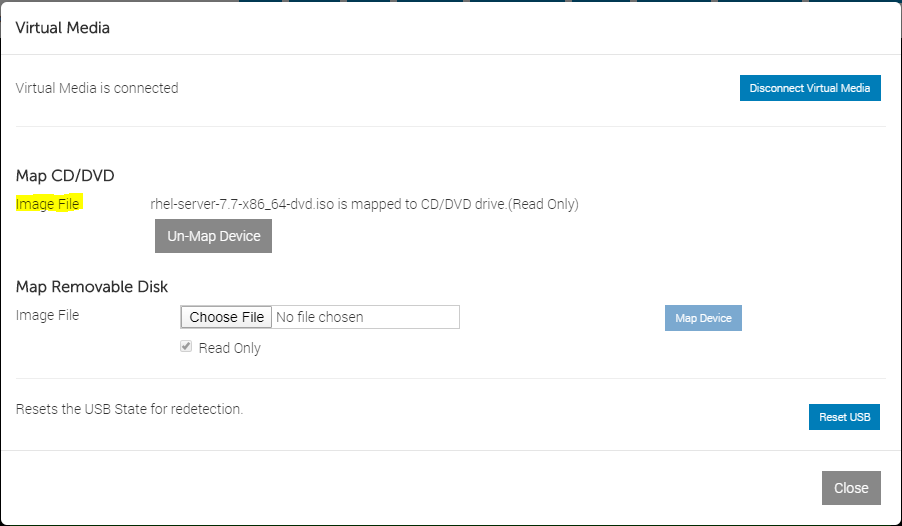 Virtual Media
Virtual Media is connected
Disconnect Virtual Media
Map CD/DVD
Image File rhel-server-7.7-x86_64-dvd.iso is mapped to CD/DVD drive.(Read Only)
Un-Map Device
Map Removable Disk
Image File Choose File No file chosen Map Device
Read Only
Resets the USB State for redetection.
Reset USB
Close